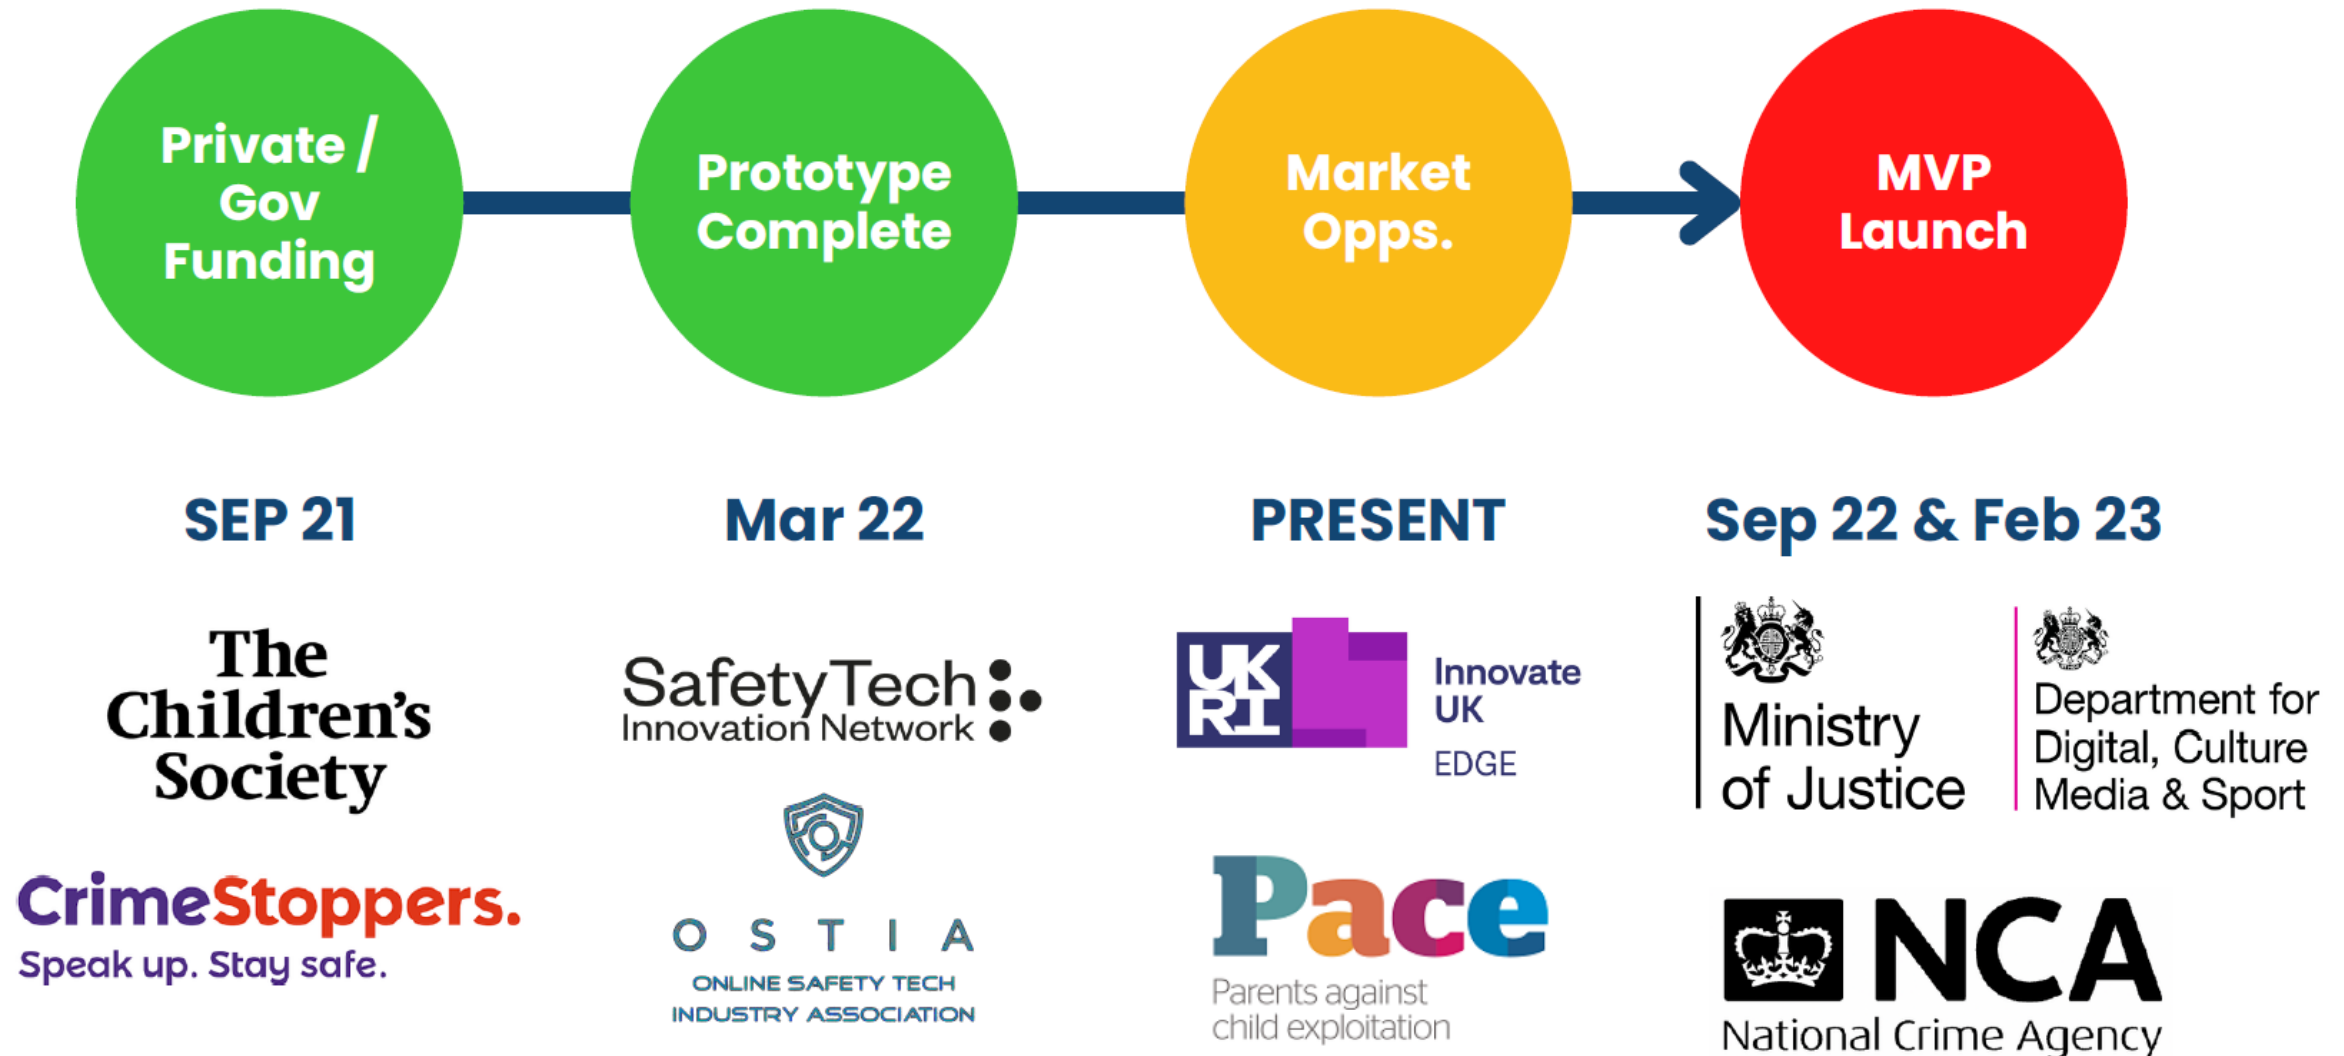 Private /
Gov
Funding
Prototype
Complete
Market
Opps.
MVP
Launch
SEP 21
Mar 22
PRESENT
Sep 22 & Feb 23
The
Children's
Society
CrimeStoppers.
Speak up. Stay safe.
SafetyTech
Innovation Network
OSTIA
ONLINE SAFETY TECH
INDUSTRY ASSOCIATION
UK
RI
Innovate
UK
EDGE
Pace
Parents against
child exploitation
Ministry
of Justice
Department for
Digital, Culture
Media & Sport
NCA
National Crime Agency